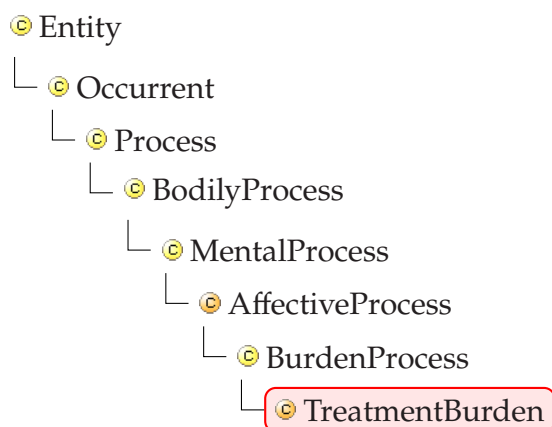 C Entity
C Occurrent
C Process
C BodilyProcess
C MentalProcess
C AffectiveProcess
C BurdenProcess
C TreatmentBurden